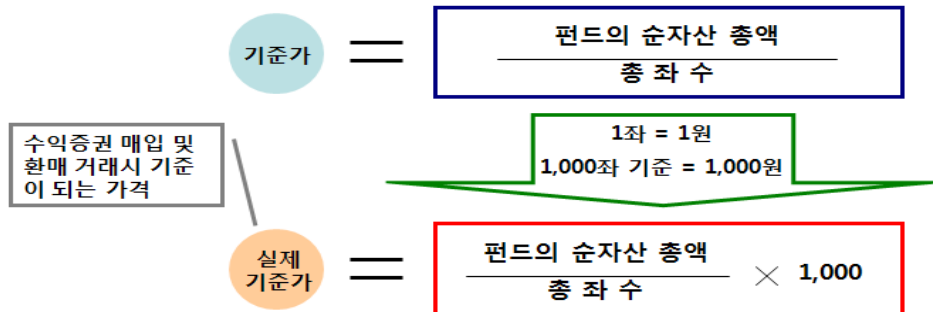 기준가
펀드의 순자산 총액
총 좌 수
1좌 = 1원
1,000좌 기준 = 1,000원
수익증권 매입 및
환매 거래시 기준
이 되는 가격
실제
기준가
펀드의 순자산 총액
총 좌 수
× 1,000